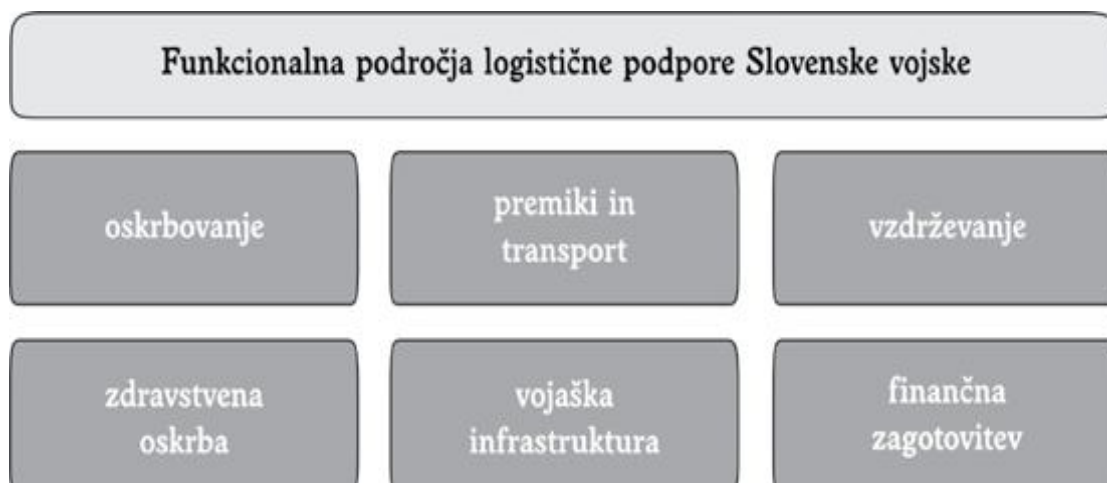 Funkcionalna področja logistične podpore Slovenske vojske
oskrbovanje
premiki in
transport
vzdrževanje
zdravstvena
oskrba
vojaška
infrastruktura
finančna
zagotovitev